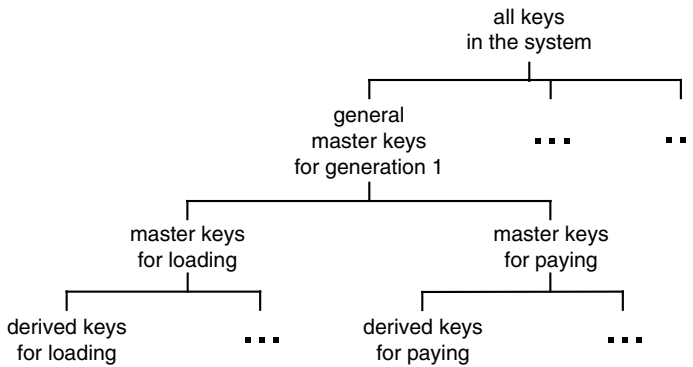 all keys
in the system
general
master keys
for generation 1
...
..
master keys
for loading
master keys
for paying
derived keys
for loading
...
derived keys
for paying
...